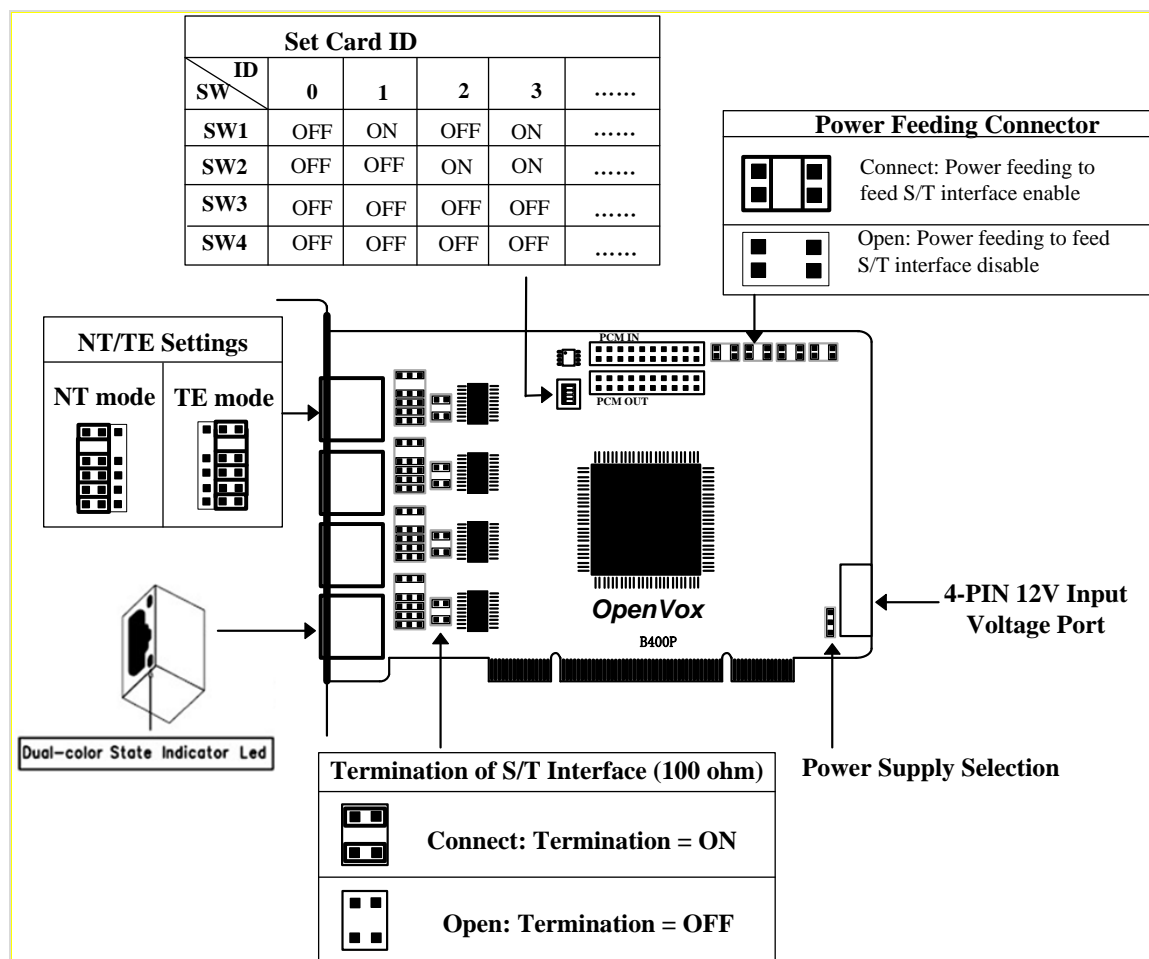 Set Card ID
ID
SW 0 1 2 3 ……
SW1 OFF ON OFF ON ……
SW2 OFF OFF ON ON ……
SW3 OFF OFF OFF OFF ……
SW4 OFF OFF OFF OFF ……
Power Feeding Connector
Connect: Power feeding to
feed S/T interface enable
Open: Power feeding to feed
S/T interface disable
NT/TE Settings
NT mode TE mode
PCM IN
PCM OUT
OpenVox
B400P
4-PIN 12V Input
Voltage Port
Dual-color State Indicator Led
Termination of S/T Interface (100 ohm)
Connect: Termination = ON
Open: Termination = OFF
Power Supply Selection